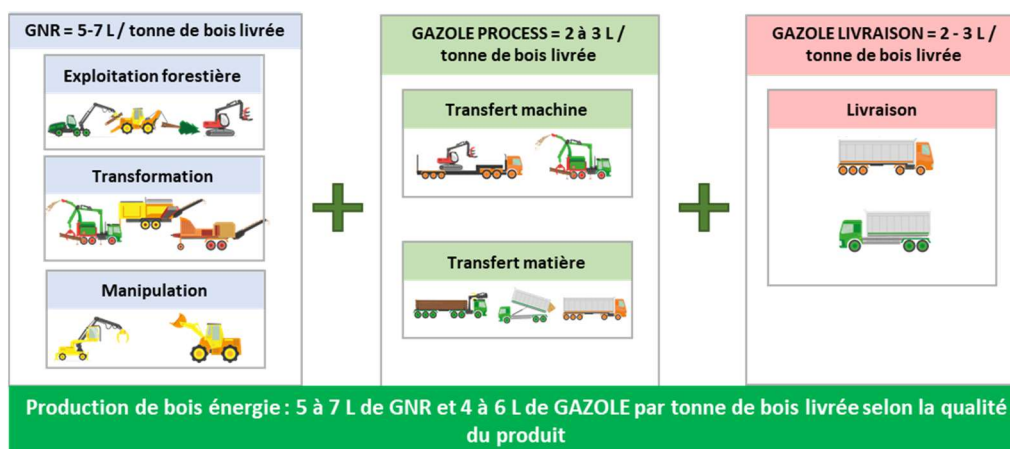 GNR = 5-7 L / tonne de bois livrée
Exploitation forestière
Transformation
Manipulation
GAZOLE PROCESS = 2 à 3 L /
tonne de bois livrée
Transfert machine
Transfert matière
GAZOLE LIVRAISON = 2 - 3 L /
tonne de bois livrée
Livraison
Production de bois énergie : 5 à 7 L de GNR et 4 à 6 L de GAZOLE par tonne de bois livrée selon la qualité
du produit